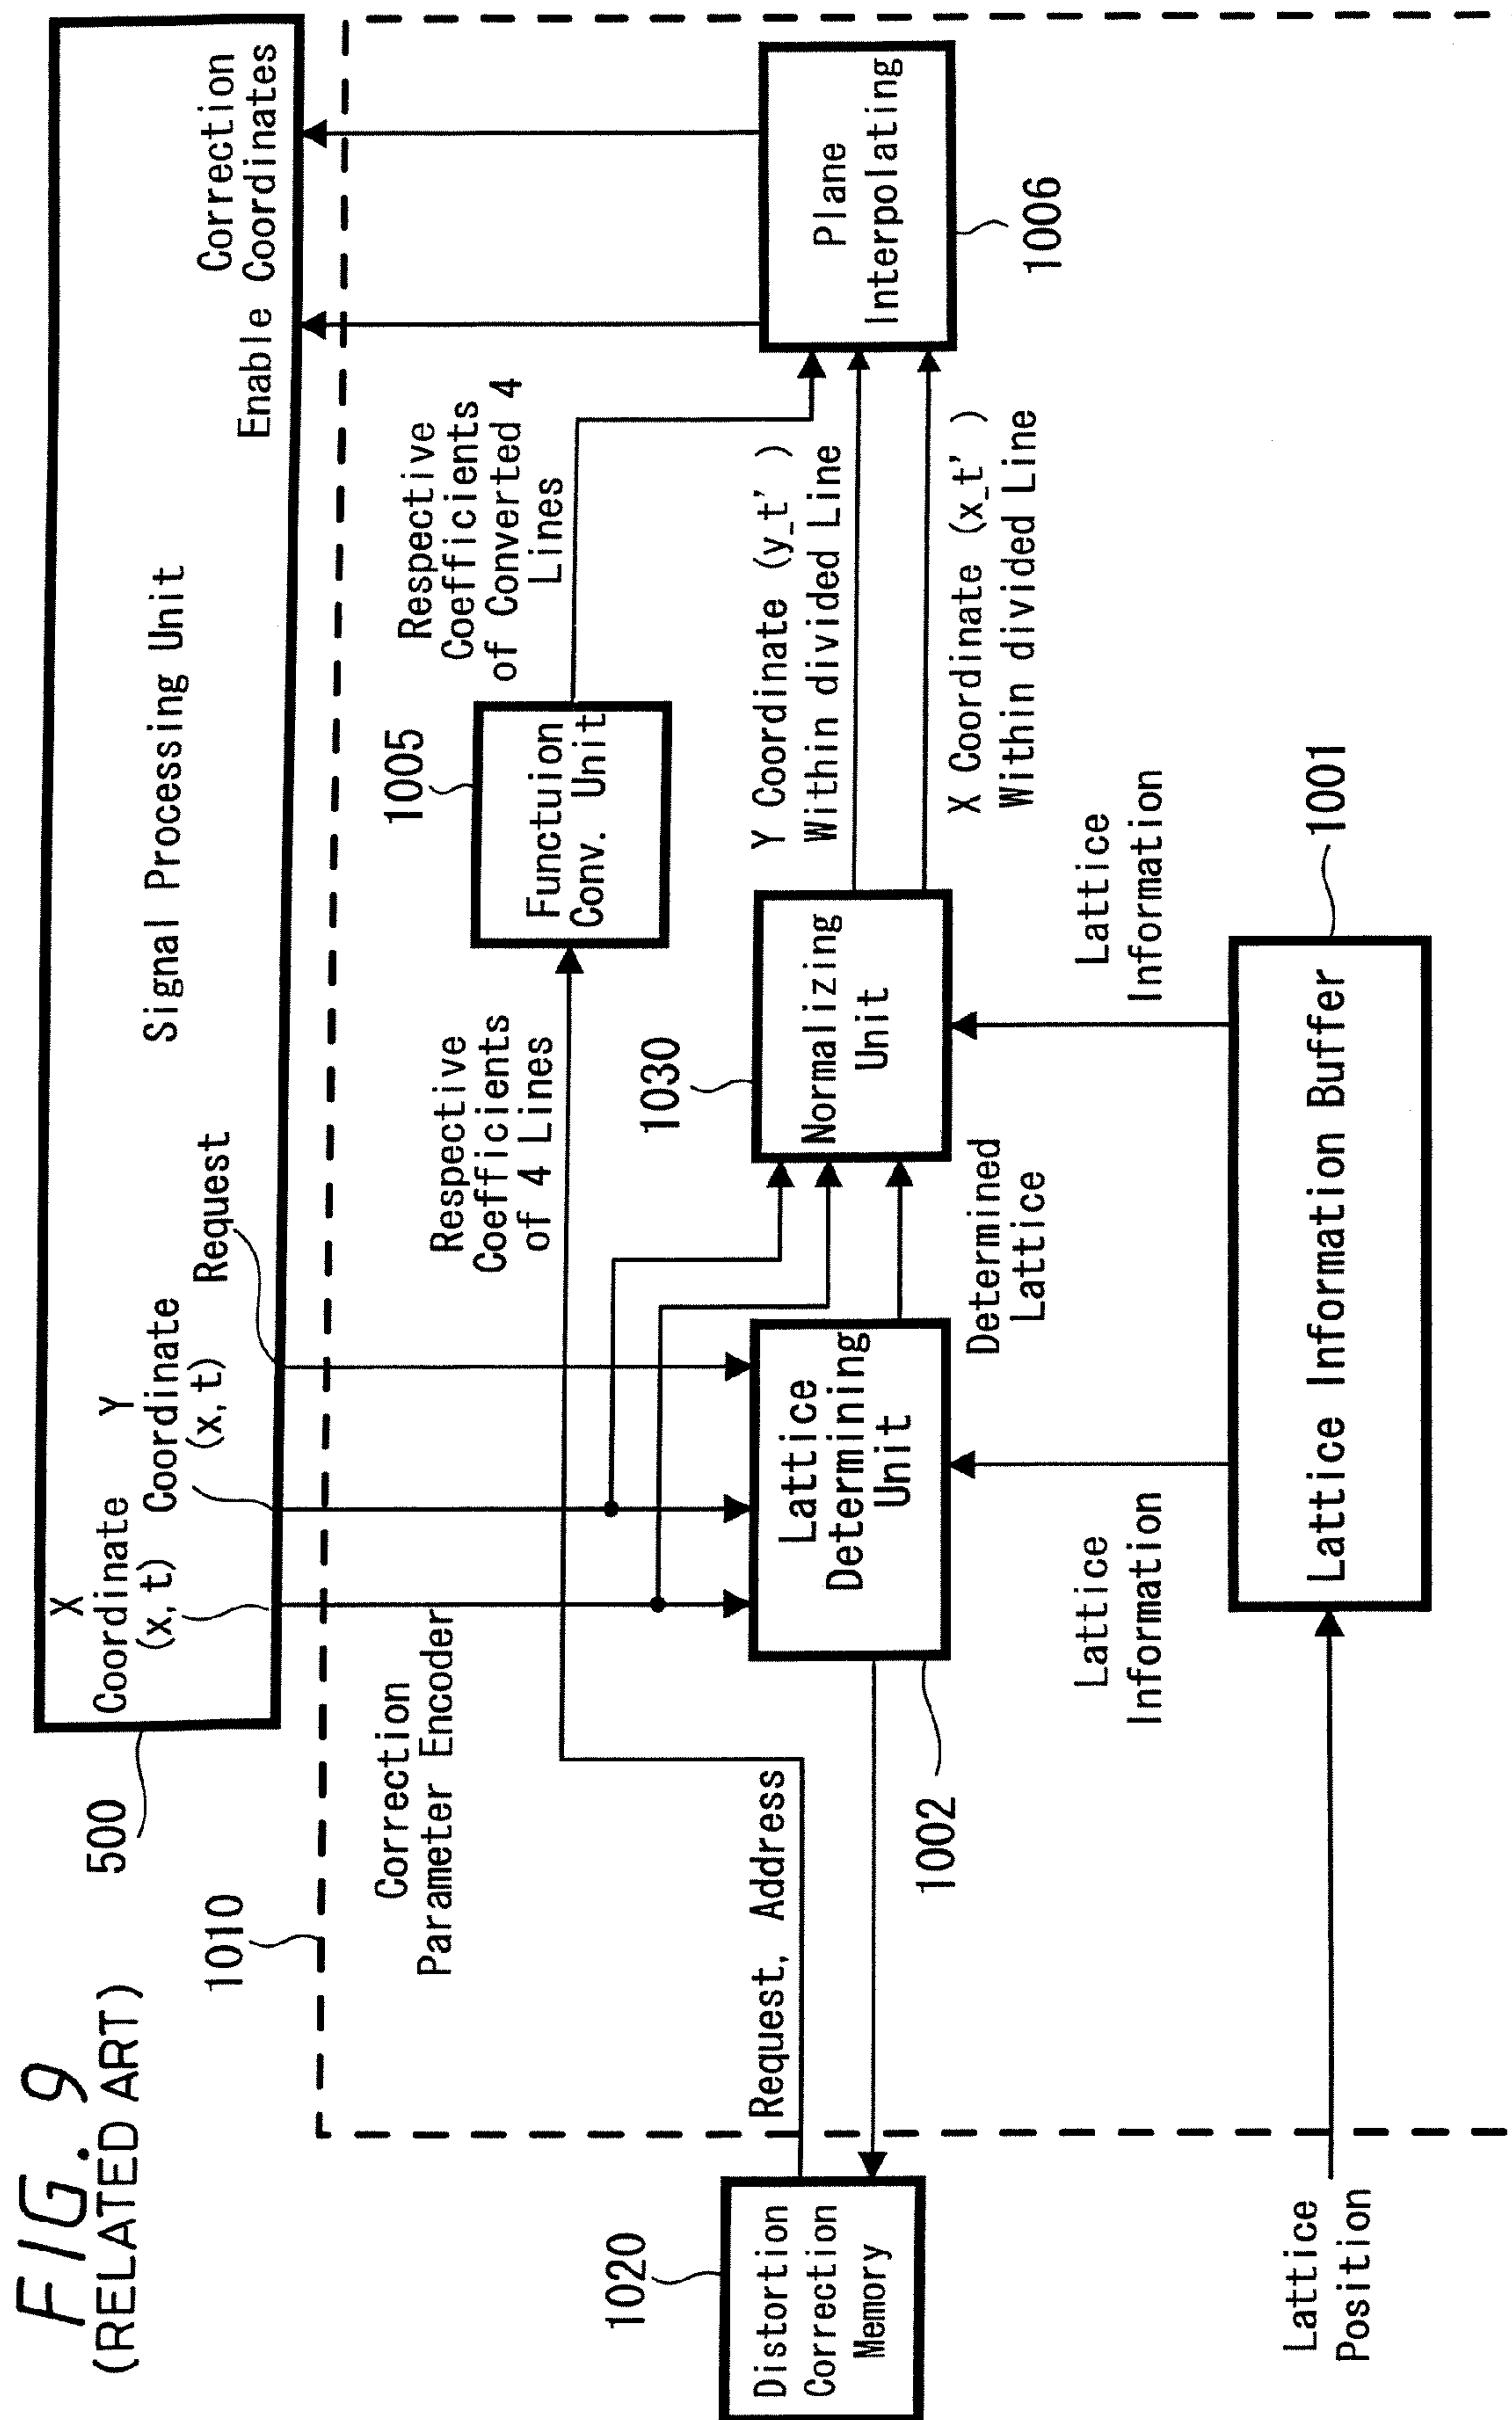 FIG. 9
(RELATED ART)
500
Signal Processing Unit
X
Coordinate
(x, t)
Y
Coordinate
(x, t)
Request
Enable
Correction
Coordinates
1010
Correction
Parameter Encoder
Respective
Coefficients
of 4 Lines
1005
Functuion
Conv. Unit
Respective
Coefficients
of Converted 4
Lines
1020
Distortion
Correction
Memory
Request, Address
1002
Lattice
Determining
Unit
Determined
Lattice
1030
Normalizing
Unit
Y Coordinate (y_t')
Within divided Line
X Coordinate (x_t')
Within divided Line
Plane
Interpolating
1006
Lattice
Information
Lattice
Information
Lattice
Position
Lattice Information Buffer
1001